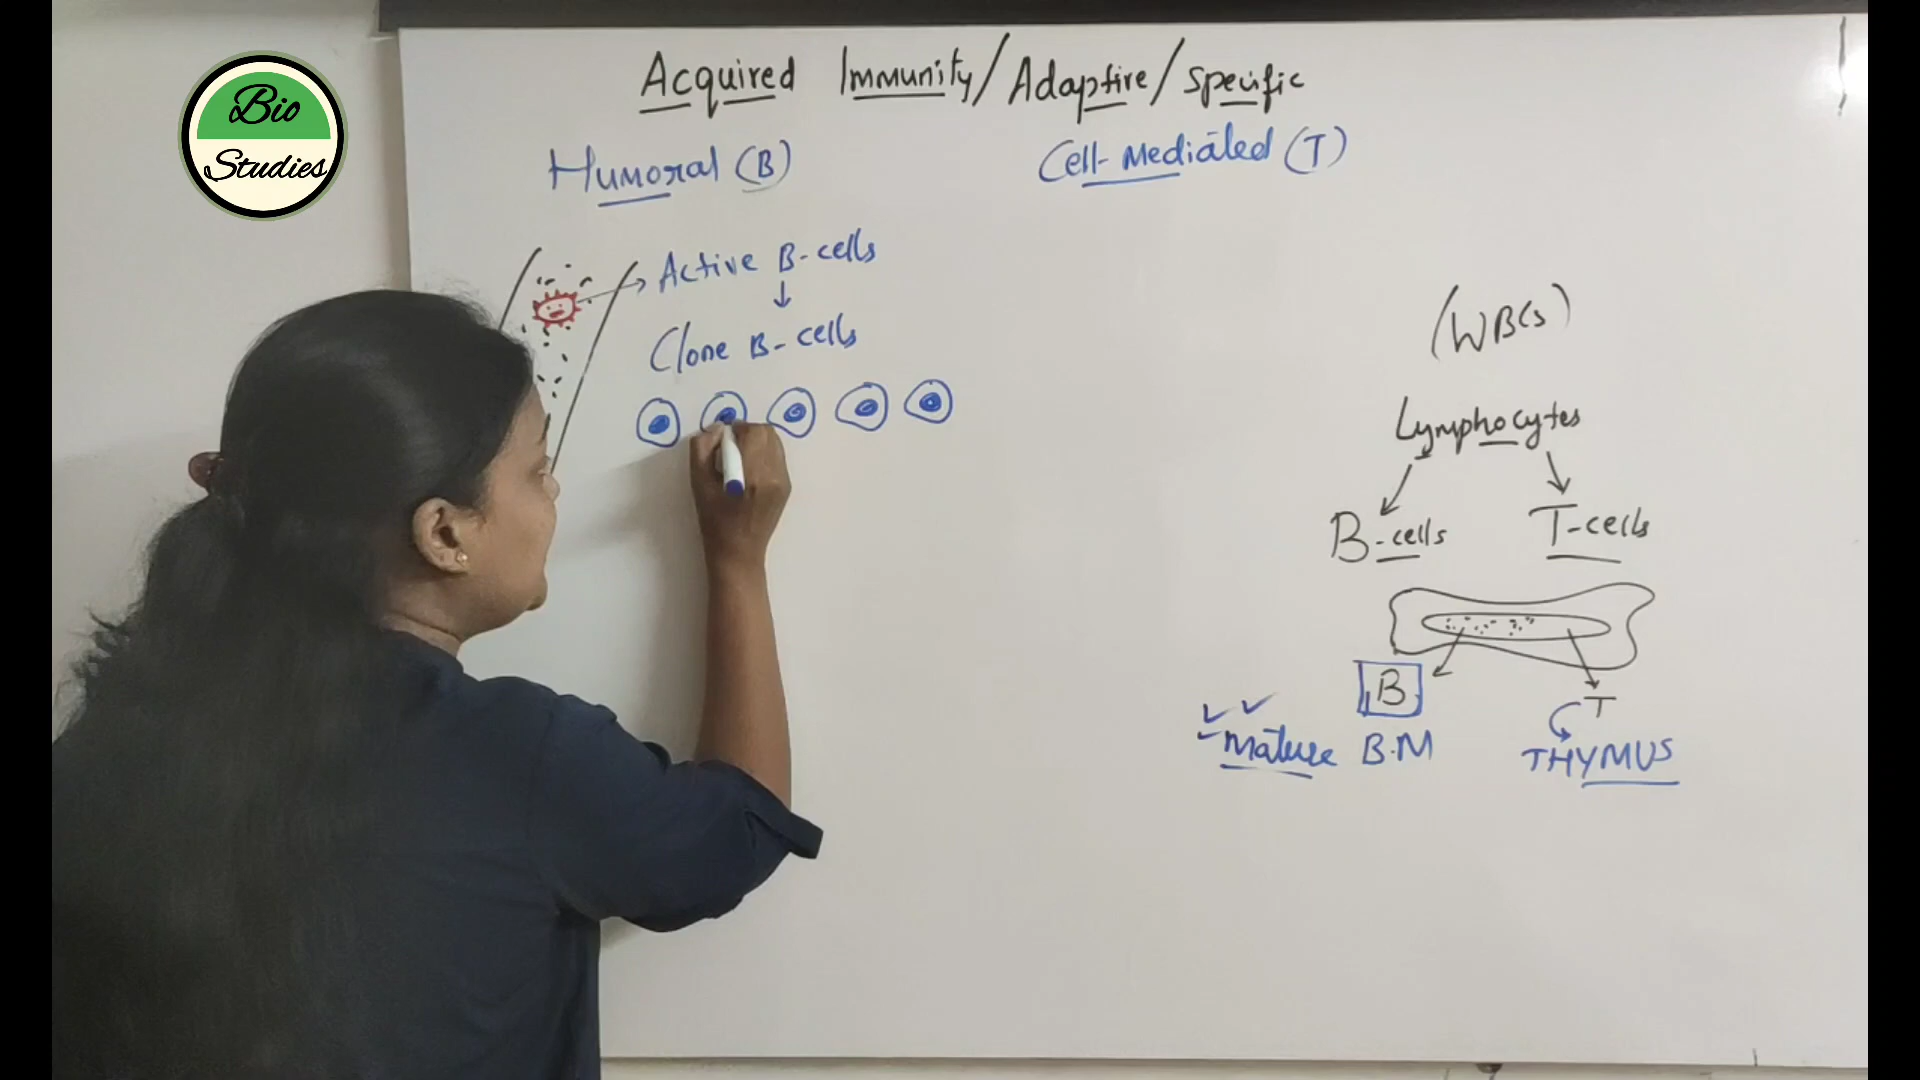 Bio
Studies
Acquired Immunity/Adaptive/Specific
Humoral (B)
Cell-Mediated (T)
Active B-cells
Clone B-cells
(WBCs)
Lymphocytes
B-cells
T-cells
B
T
Mature B.M
THYMUS